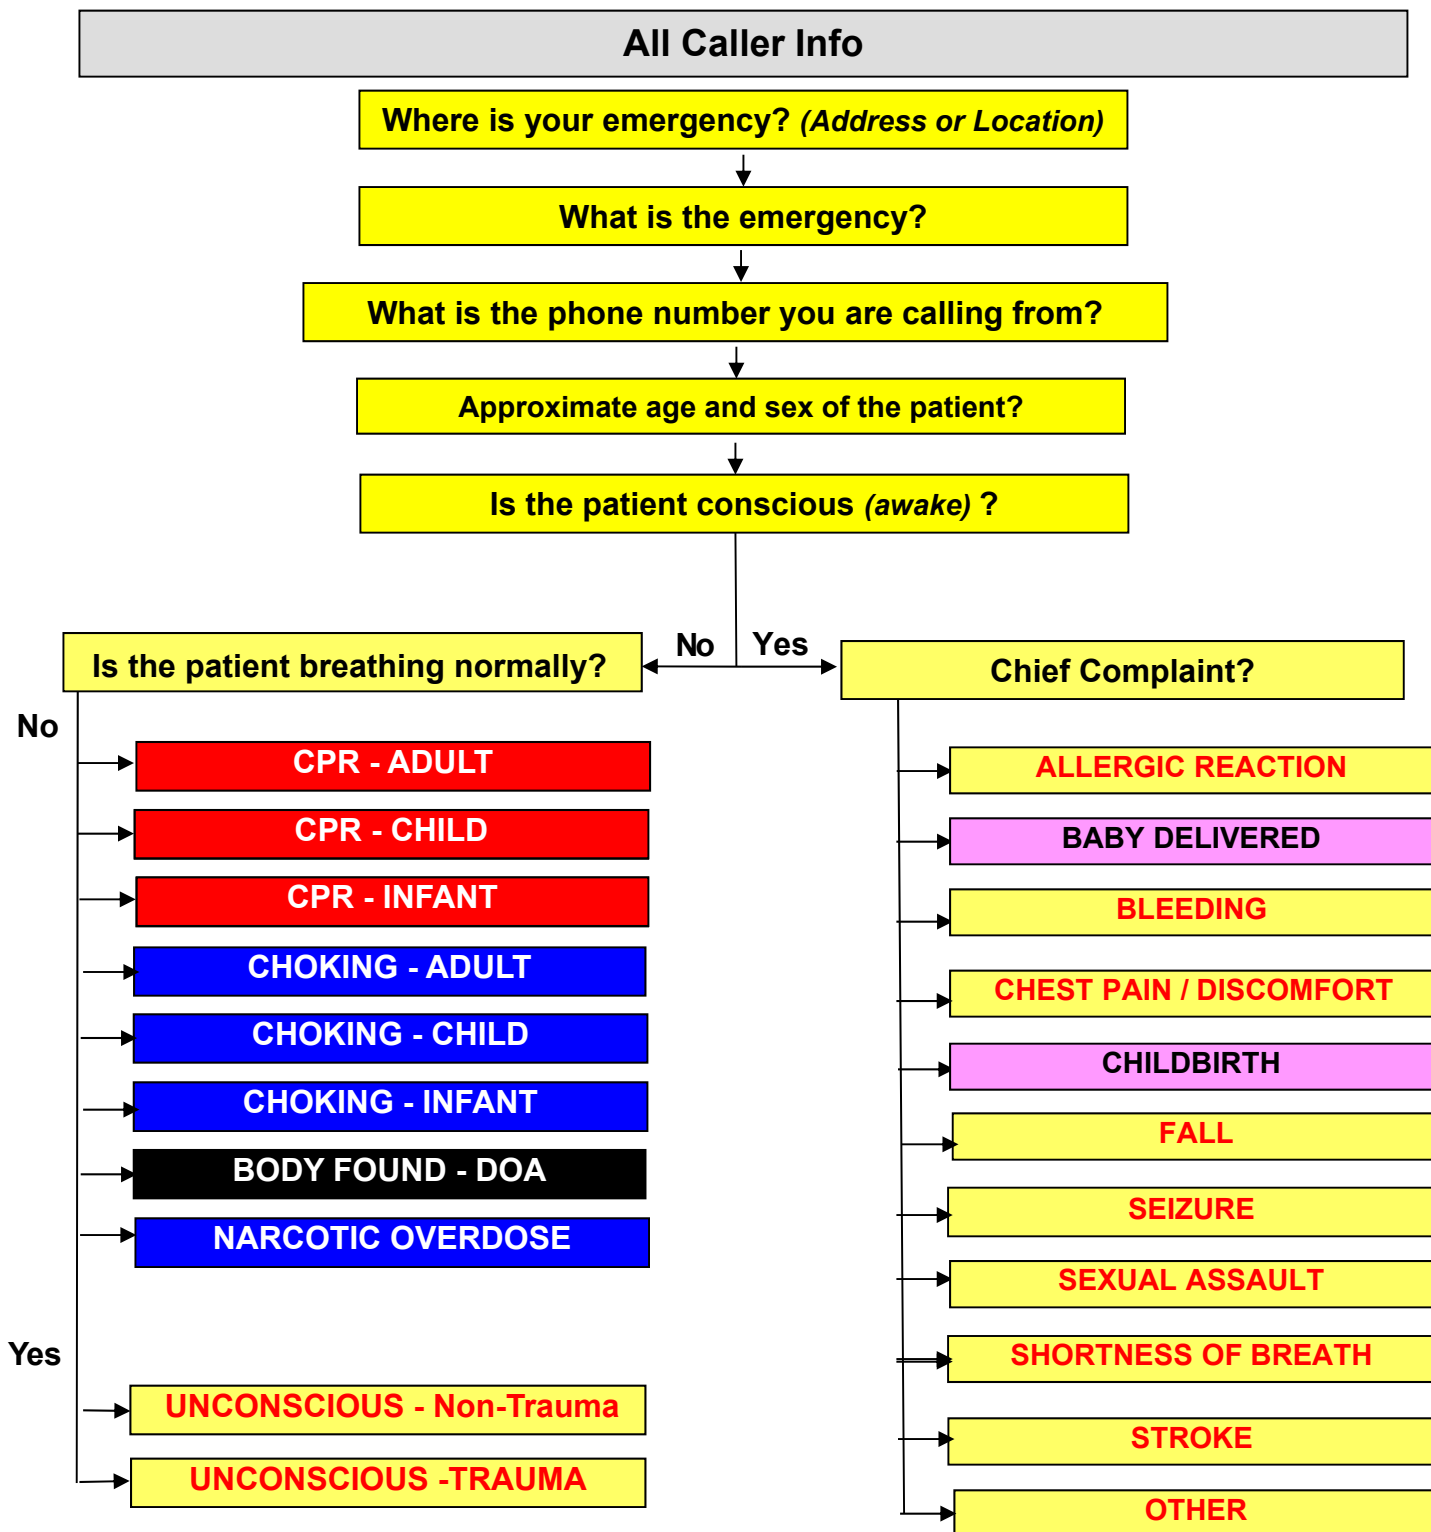 All Caller Info
Where is your emergency? (Address or Location)
What is the emergency?
What is the phone number you are calling from?
Approximate age and sex of the patient?
Is the patient conscious (awake) ?
No
Yes
Is the patient breathing normally?
No
CPR - ADULT
CPR - CHILD
CPR - INFANT
CHOKING - ADULT
CHOKING - CHILD
CHOKING - INFANT
BODY FOUND - DOA
NARCOTIC OVERDOSE
Yes
UNCONSCIOUS - Non-Trauma
UNCONSCIOUS -TRAUMA
Chief Complaint?
ALLERGIC REACTION
BABY DELIVERED
BLEEDING
CHEST PAIN / DISCOMFORT
CHILDBIRTH
FALL
SEIZURE
SEXUAL ASSAULT
SHORTNESS OF BREATH
STROKE
OTHER